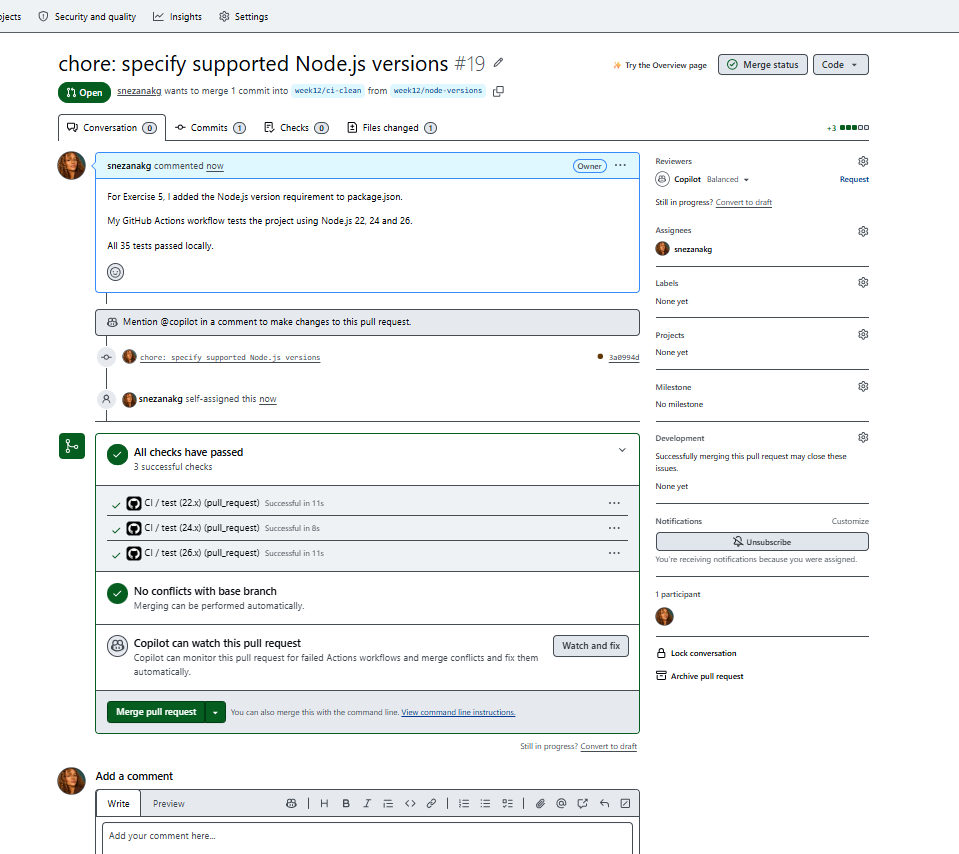 ojects Security and quality Insights Settings
chore: specify supported Node.js versions #19
Try the Overview page Merge status Code
Open snezanakg wants to merge 1 commit into week12/ci-clean from week12/node-versions
Conversation 0 Commits 1 Checks 0 Files changed 1 +3
snezanakg commented now Owner
For Exercise 5, I added the Node.js version requirement to package.json.
My GitHub Actions workflow tests the project using Node.js 22, 24 and 26.
All 35 tests passed locally.
Mention @copilot in a comment to make changes to this pull request.
chore: specify supported Node.js versions 3a0994d
snezanakg self-assigned this now
All checks have passed
3 successful checks
CI / test (22.x) (pull_request) Successful in 11s
CI / test (24.x) (pull_request) Successful in 8s
CI / test (26.x) (pull_request) Successful in 11s
No conflicts with base branch
Merging can be performed automatically.
Copilot can watch this pull request
Copilot can monitor this pull request for failed Actions workflows and merge conflicts and fix them
automatically.
Watch and fix
Merge pull request You can also merge this with the command line. View command line instructions.
Still in progress? Convert to draft
Add a comment
Write Preview
Add your comment here...
Reviewers
Copilot Balanced Request
Still in progress? Convert to draft
Assignees
snezanakg
Labels
None yet
Projects
None yet
Milestone
No milestone
Development
Successfully merging this pull request may close these
issues.
None yet
Notifications Customize
Unsubscribe
You're receiving notifications because you were assigned.
1 participant
Lock conversation
Archive pull request